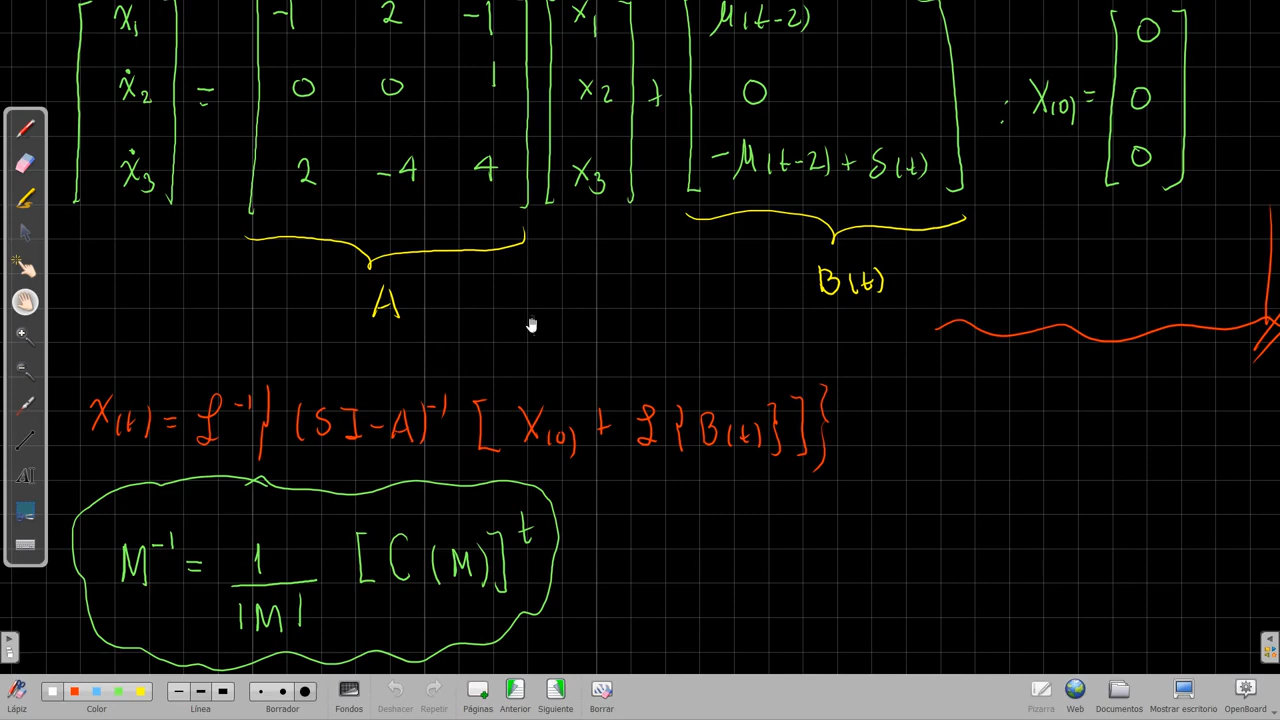 [ẋ₁] = [-1 2 -1] [x₁] + [μ(t-2)]
[ẋ₂] = [0 0 1] [x₂] + [0] ; X(0) = [0]
[ẋ₃] = [2 -4 4] [x₃] + [-μ(t-2) + δ(t)] [0]
A B(t)
X(t) = ℒ⁻¹{ (SI-A)⁻¹ [ X(0) + ℒ{B(t)} ] }
M⁻¹ = 1/|M| [C(M)]ᵗ
Lápiz Color Línea Borrador Fondos Deshacer Repetir Páginas Anterior Siguiente Borrar Pizarra Web Documentos Mostrar escritorio OpenBoard